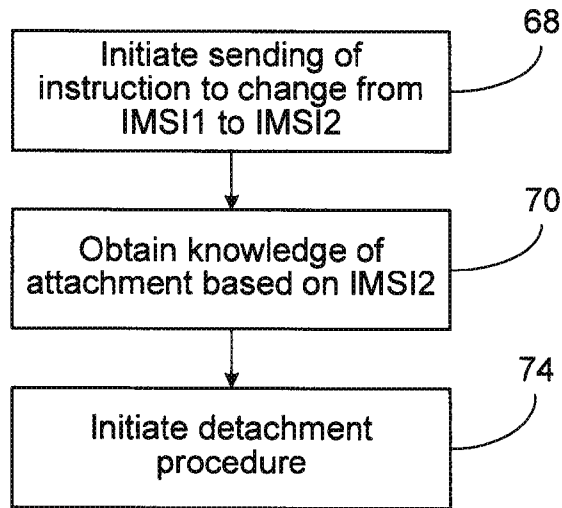 68
Initiate sending of
instruction to change from
IMSI1 to IMSI2
70
Obtain knowledge of
attachment based on IMSI2
74
Initiate detachment
procedure